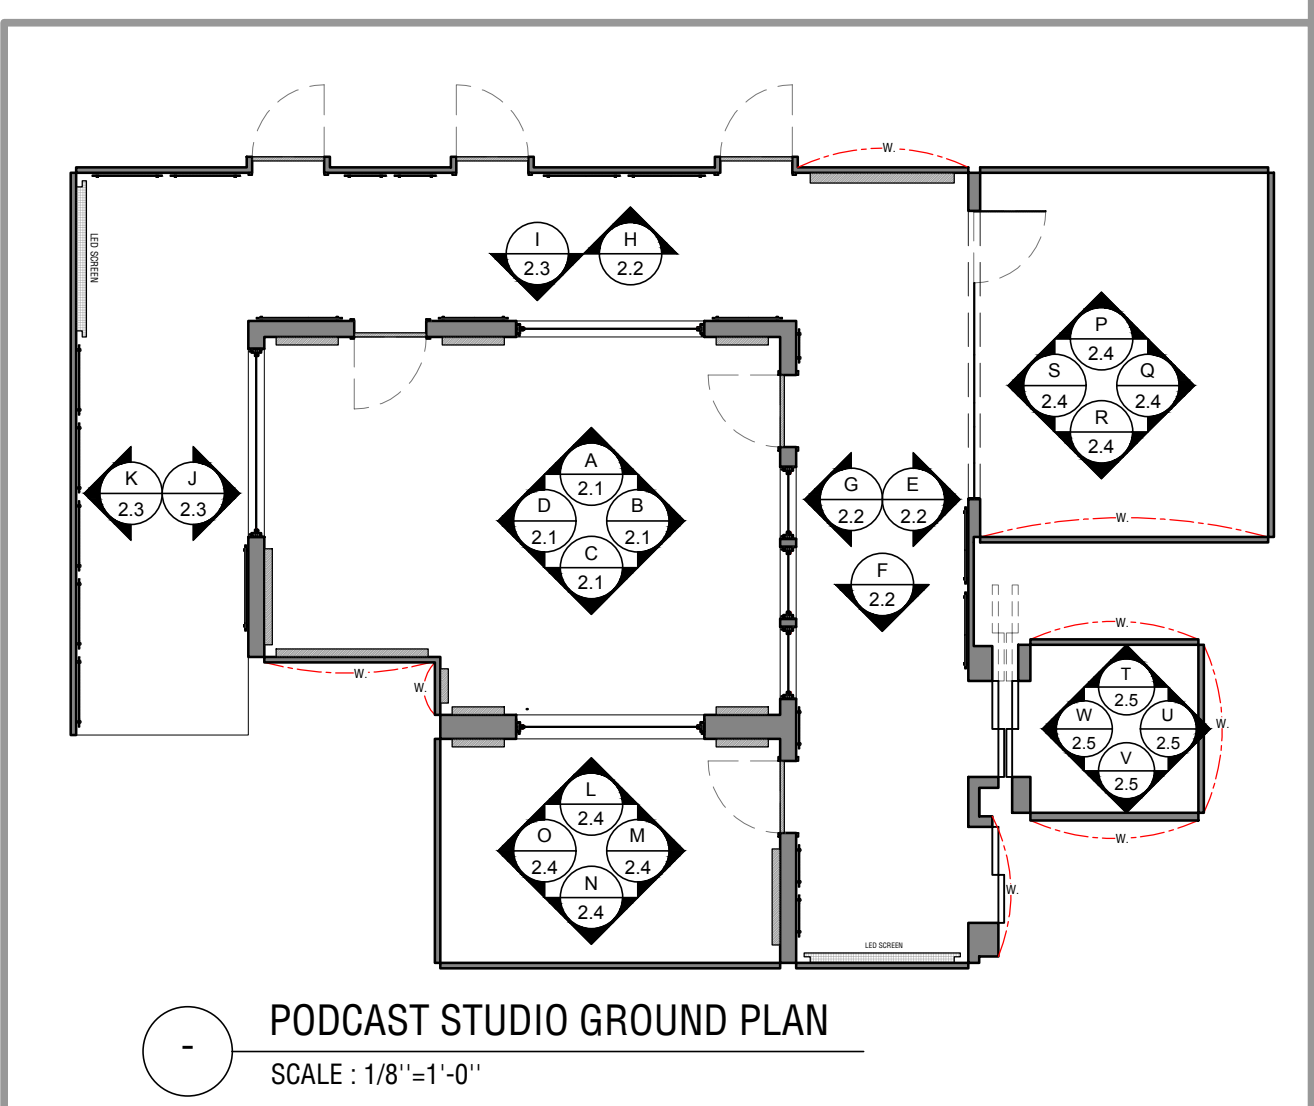 W.
LED SCREEN
I
2.3
H
2.2
P
2.4
S
2.4
Q
2.4
R
2.4
A
2.1
D
2.1
B
2.1
C
2.1
K
2.3
J
2.3
G
2.2
E
2.2
F
2.2
W.
W.
W.
W.
T
2.5
W
2.5
U
2.5
V
2.5
W.
W.
L
2.4
O
2.4
M
2.4
N
2.4
W.
LED SCREEN
-
PODCAST STUDIO GROUND PLAN
SCALE : 1/8''=1'-0''